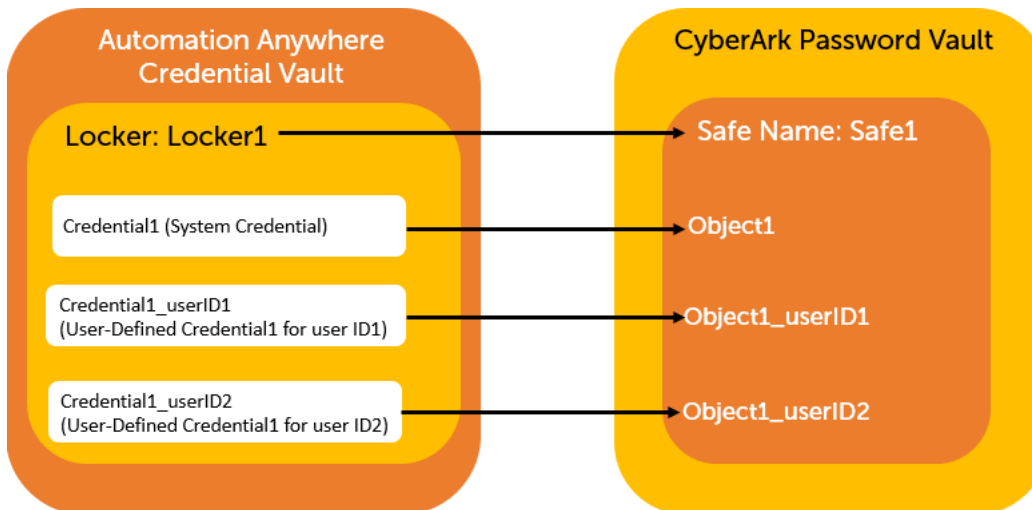 Automation Anywhere
Credential Vault
Locker: Locker1
Credential1 (System Credential)
Credential1_userID1
(User-Defined Credential1 for user ID1)
Credential1_userID2
(User-Defined Credential1 for user ID2)
CyberArk Password Vault
Safe Name: Safe1
Object1
Object1_userID1
Object1_userID2